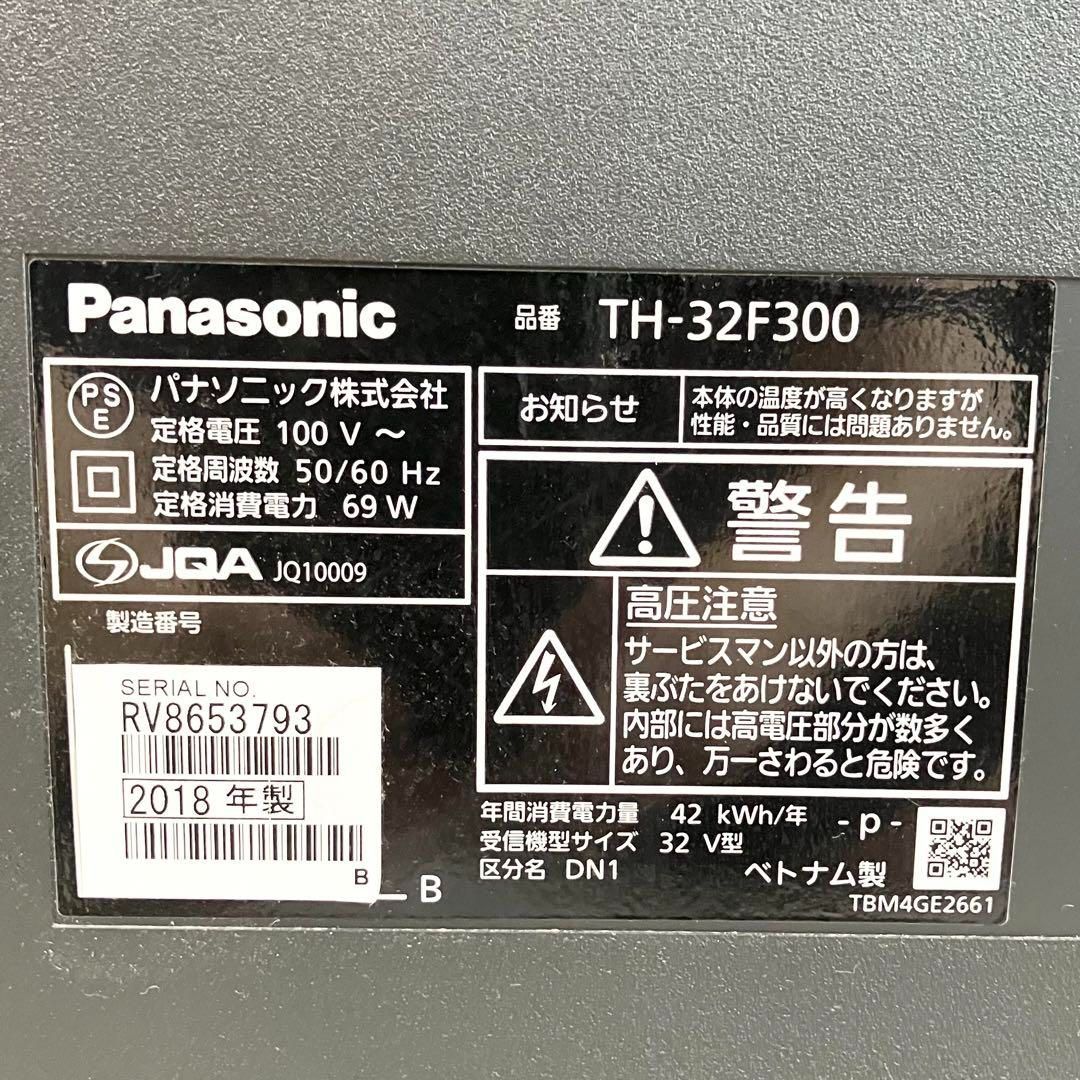 Panasonic
品番 TH-32F300
PS
E
パナソニック株式会社
定格電圧 100 V ～
定格周波数 50/60 Hz
定格消費電力 69 W
JQA JQ10009
お知らせ
本体の温度が高くなりますが
性能・品質には問題ありません。
警告
高圧注意
サービスマン以外の方は、
裏ぶたをあけないでください。
内部には高電圧部分が数多く
あり、万一さわると危険です。
製造番号
SERIAL NO.
RV8653793
2018 年製
B
B
年間消費電力量 42 kWh/年
受信機型サイズ 32 V型
区分名 DN1
- p -
ベトナム製
TBM4GE2661